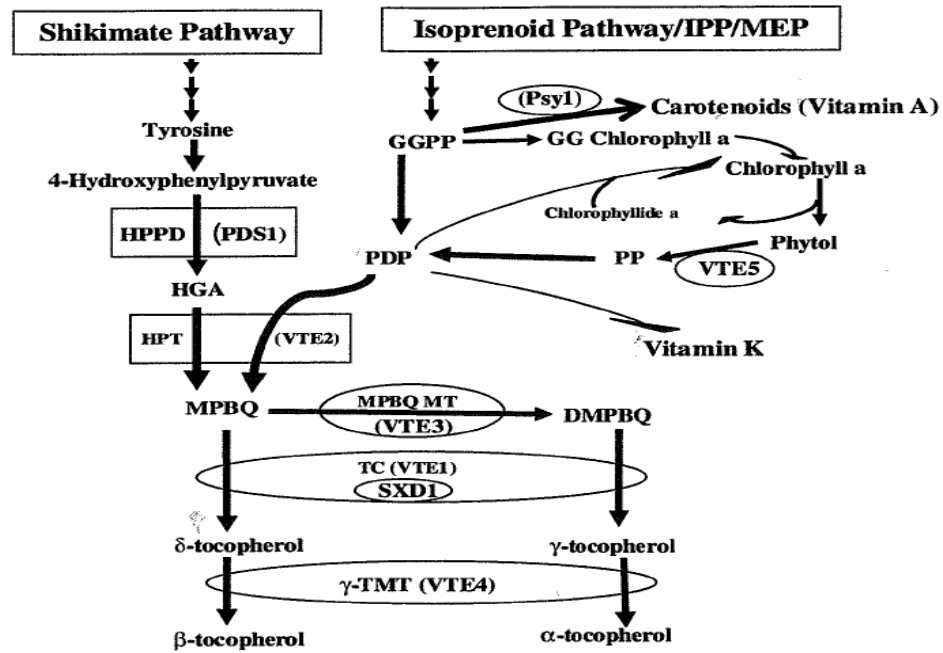 Shikimate Pathway
Isoprenoid Pathway/IPP/MEP
(Psy1)
Carotenoids (Vitamin A)
Tyrosine
GGPP
GG Chlorophyll a
Chlorophyll a
4-Hydroxyphenylpyruvate
Chlorophyllide a
HPPD (PDS1)
Phytol
PDP
PP
VTE5
HGA
HPT (VTE2)
Vitamin K
MPBQ
MPBQ MT
(VTE3)
DMPBQ
TC (VTE1)
SXD1
δ-tocopherol
γ-tocopherol
γ-TMT (VTE4)
β-tocopherol
α-tocopherol